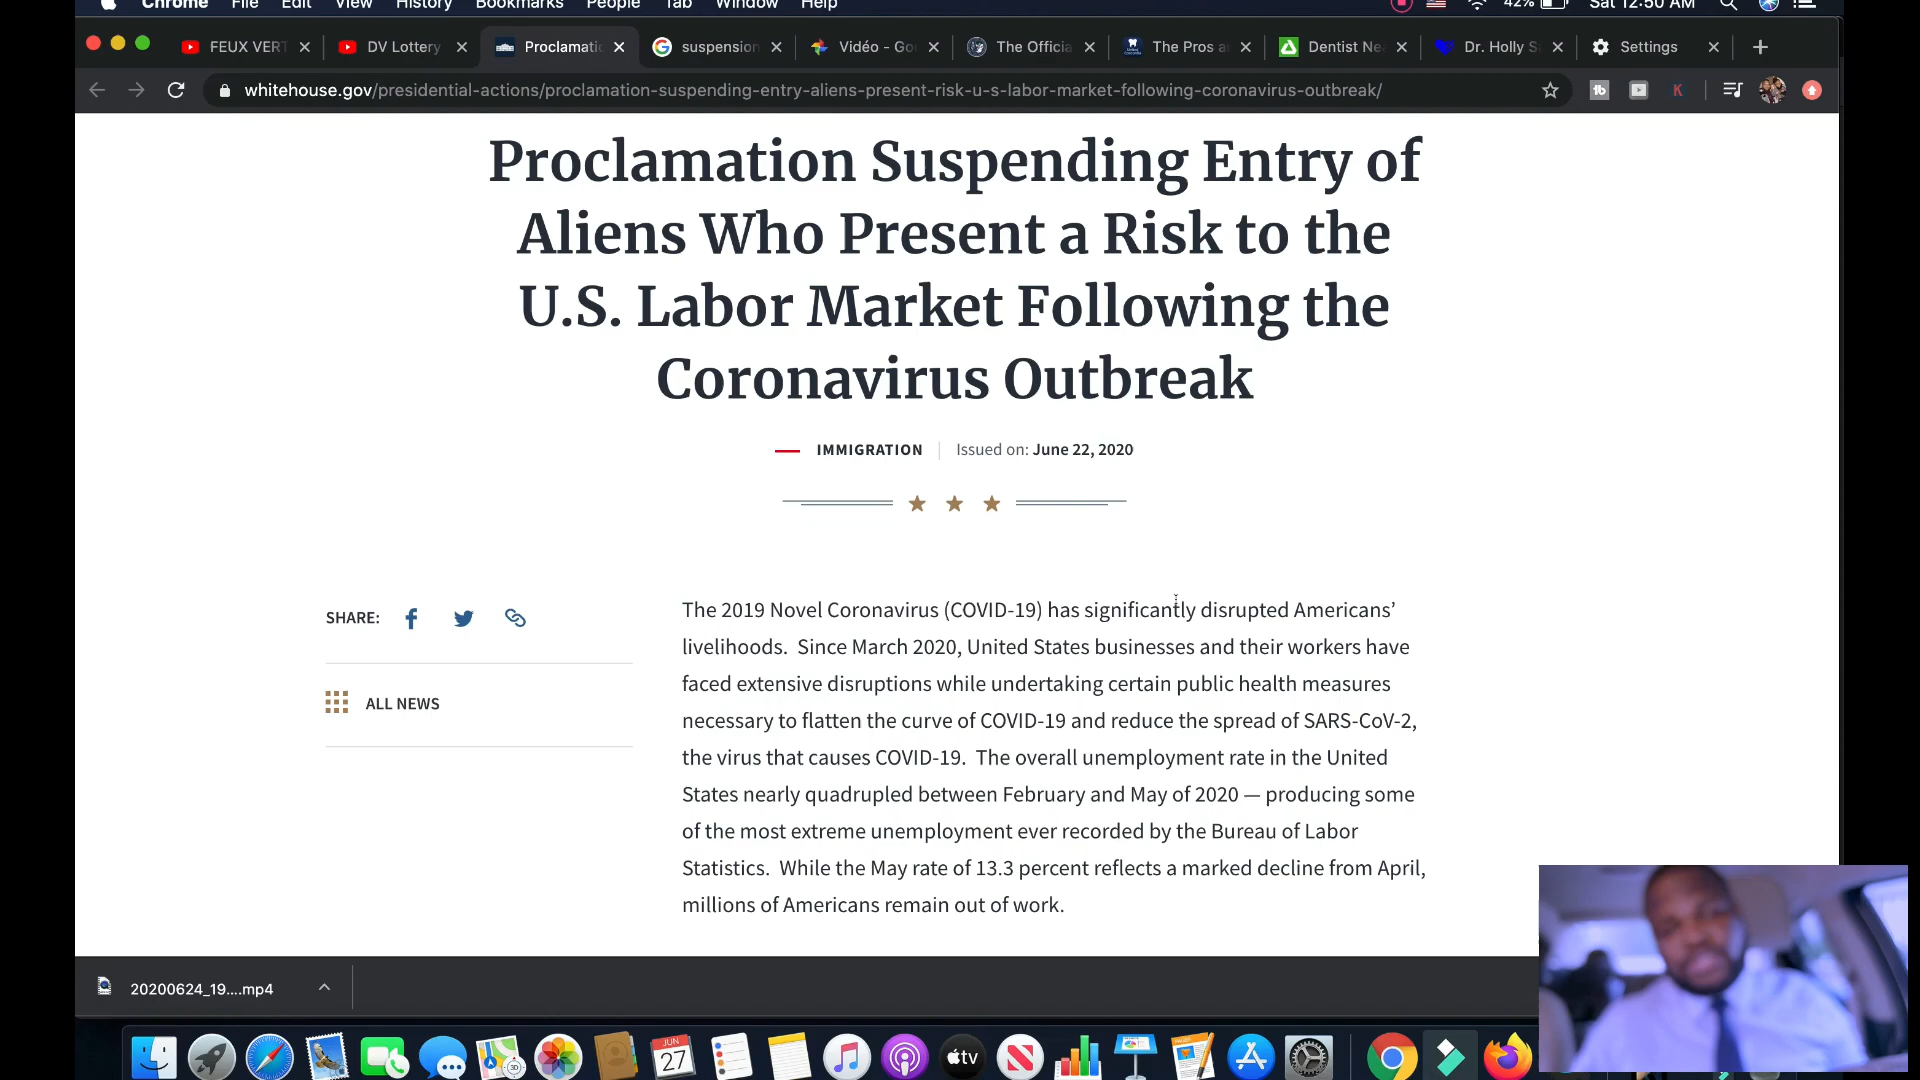 Chrome File Edit View History Bookmarks People Tab Window Help 42% Sat 12:50 AM
FEUX VERT DV Lottery Proclamati suspension Vidéo - Go The Officia The Pros a Dentist Ne Dr. Holly S Settings
whitehouse.gov/presidential-actions/proclamation-suspending-entry-aliens-present-risk-u-s-labor-market-following-coronavirus-outbreak/
Proclamation Suspending Entry of
Aliens Who Present a Risk to the
U.S. Labor Market Following the
Coronavirus Outbreak
IMMIGRATION Issued on: June 22, 2020
SHARE:
ALL NEWS
The 2019 Novel Coronavirus (COVID-19) has significantly disrupted Americans’
livelihoods. Since March 2020, United States businesses and their workers have
faced extensive disruptions while undertaking certain public health measures
necessary to flatten the curve of COVID-19 and reduce the spread of SARS-CoV-2,
the virus that causes COVID-19. The overall unemployment rate in the United
States nearly quadrupled between February and May of 2020 — producing some
of the most extreme unemployment ever recorded by the Bureau of Labor
Statistics. While the May rate of 13.3 percent reflects a marked decline from April,
millions of Americans remain out of work.
20200624_19....mp4
JUN
27
tv